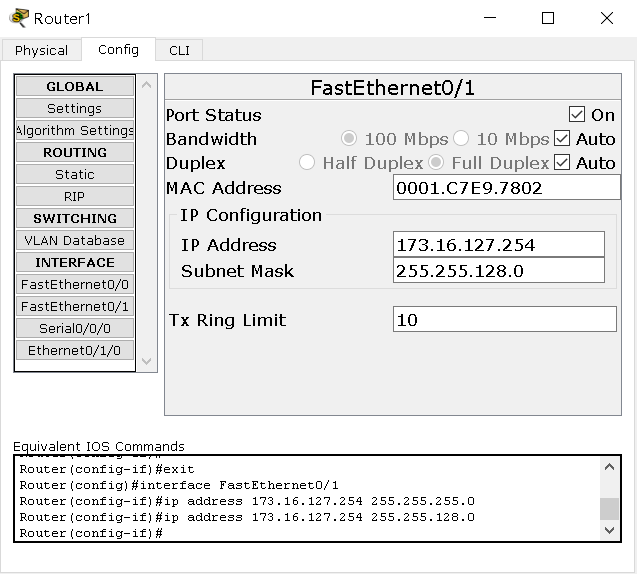 Router1
Physical Config CLI
GLOBAL
Settings
Algorithm Settings
ROUTING
Static
RIP
SWITCHING
VLAN Database
INTERFACE
FastEthernet0/0
FastEthernet0/1
Serial0/0/0
Ethernet0/1/0
FastEthernet0/1
Port Status On
Bandwidth 100 Mbps 10 Mbps Auto
Duplex Half Duplex Full Duplex Auto
MAC Address 0001.C7E9.7802
IP Configuration
IP Address 173.16.127.254
Subnet Mask 255.255.128.0
Tx Ring Limit 10
Equivalent IOS Commands
Router(config-if)#exit
Router(config)#interface FastEthernet0/1
Router(config-if)#ip address 173.16.127.254 255.255.255.0
Router(config-if)#ip address 173.16.127.254 255.255.128.0
Router(config-if)#